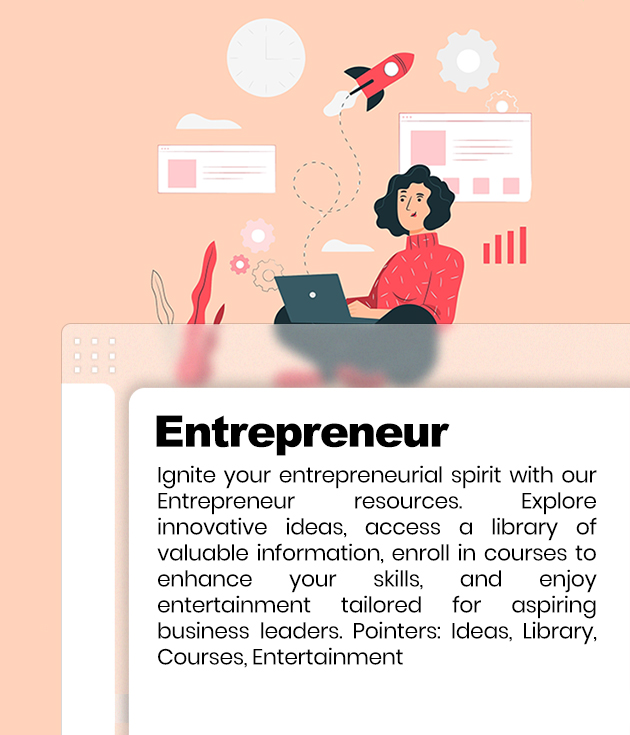 Entrepreneur
Ignite your entrepreneurial spirit with our
Entrepreneur resources. Explore
innovative ideas, access a library of
valuable information, enroll in courses to
enhance your skills, and enjoy
entertainment tailored for aspiring
business leaders. Pointers: Ideas, Library,
Courses, Entertainment